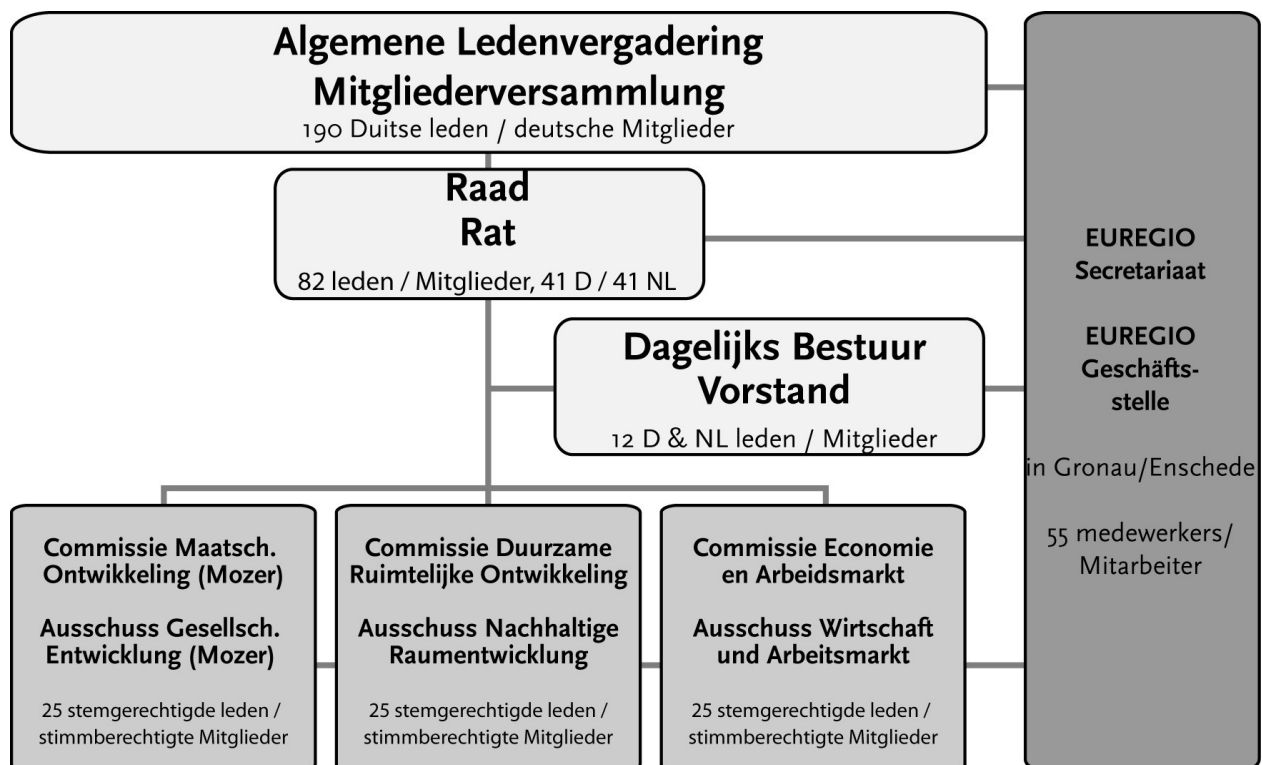 Algemene Ledenvergadering
Mitgliederversammlung
190 Duitse leden / deutsche Mitglieder
Raad
Rat
82 leden / Mitglieder, 41 D / 41 NL
Dagelijks Bestuur
Vorstand
12 D & NL leden / Mitglieder
EUREGIO
Secretariaat
EUREGIO
Geschäfts-
stelle
in Gronau/Enschede
55 medewerkers/
Mitarbeiter
Commissie Maatsch.
Ontwikkeling (Mozer)
Ausschuss Gesellsch.
Entwicklung (Mozer)
25 stemgerechtigde leden /
stimmberechtigte Mitglieder
Commissie Duurzame
Ruimtelijke Ontwikkeling
Ausschuss Nachhaltige
Raumentwicklung
25 stemgerechtigde leden /
stimmberechtigte Mitglieder
Commissie Economie
en Arbeidsmarkt
Ausschuss Wirtschaft
und Arbeitsmarkt
25 stemgerechtigde leden /
stimmberechtigte Mitglieder